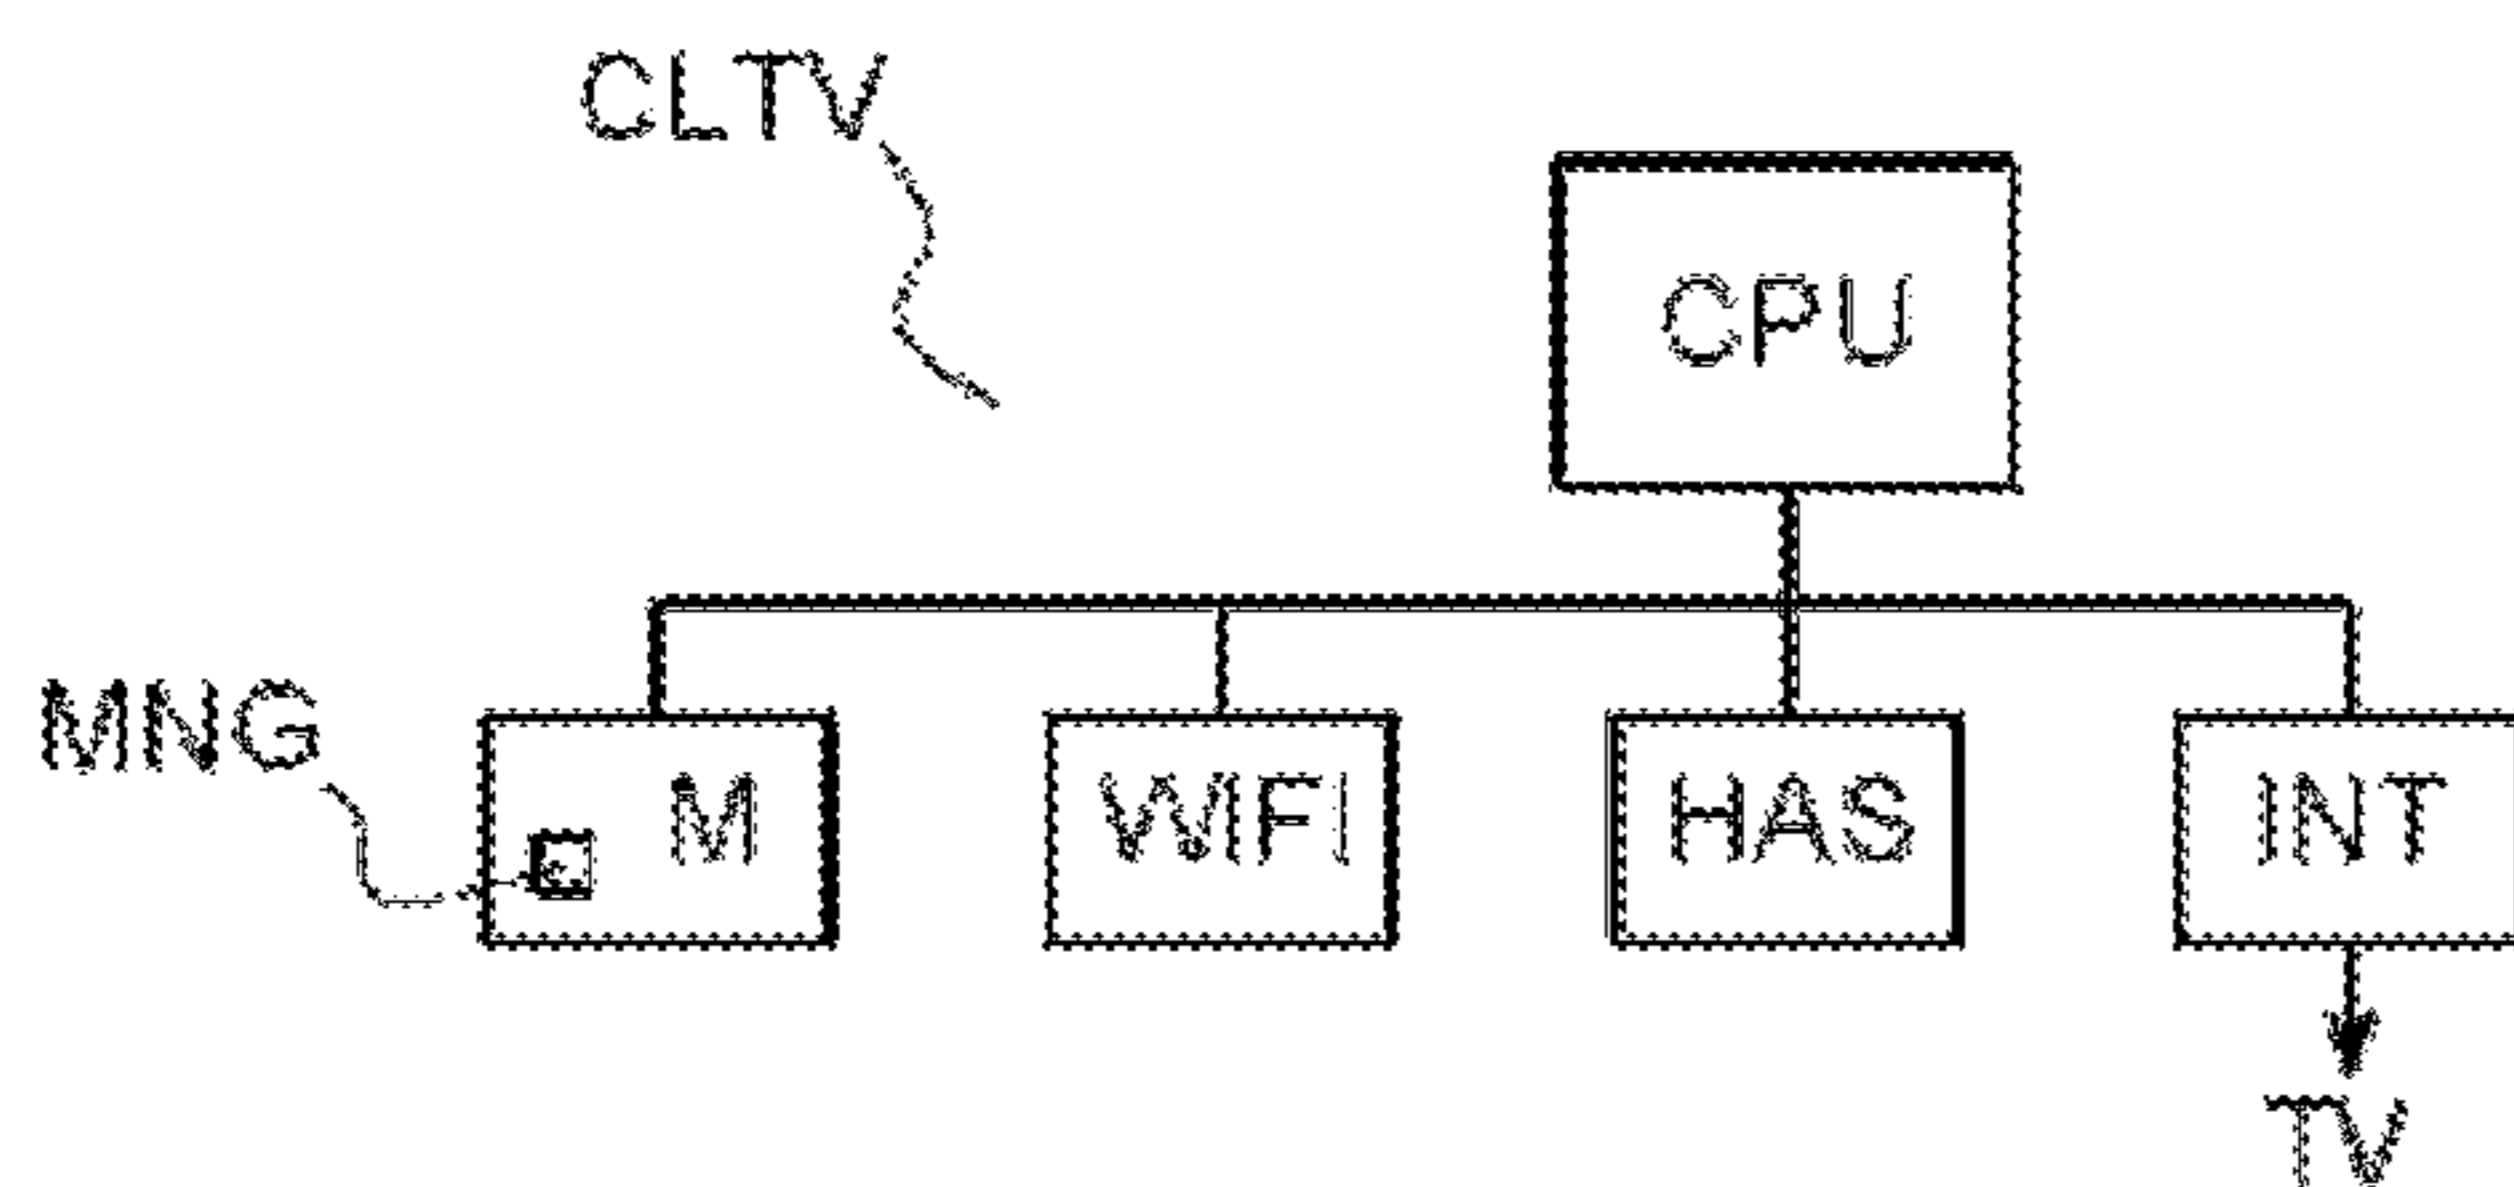 CLTV
CPU
MNG
M
WIFI
HAS
INT
TV